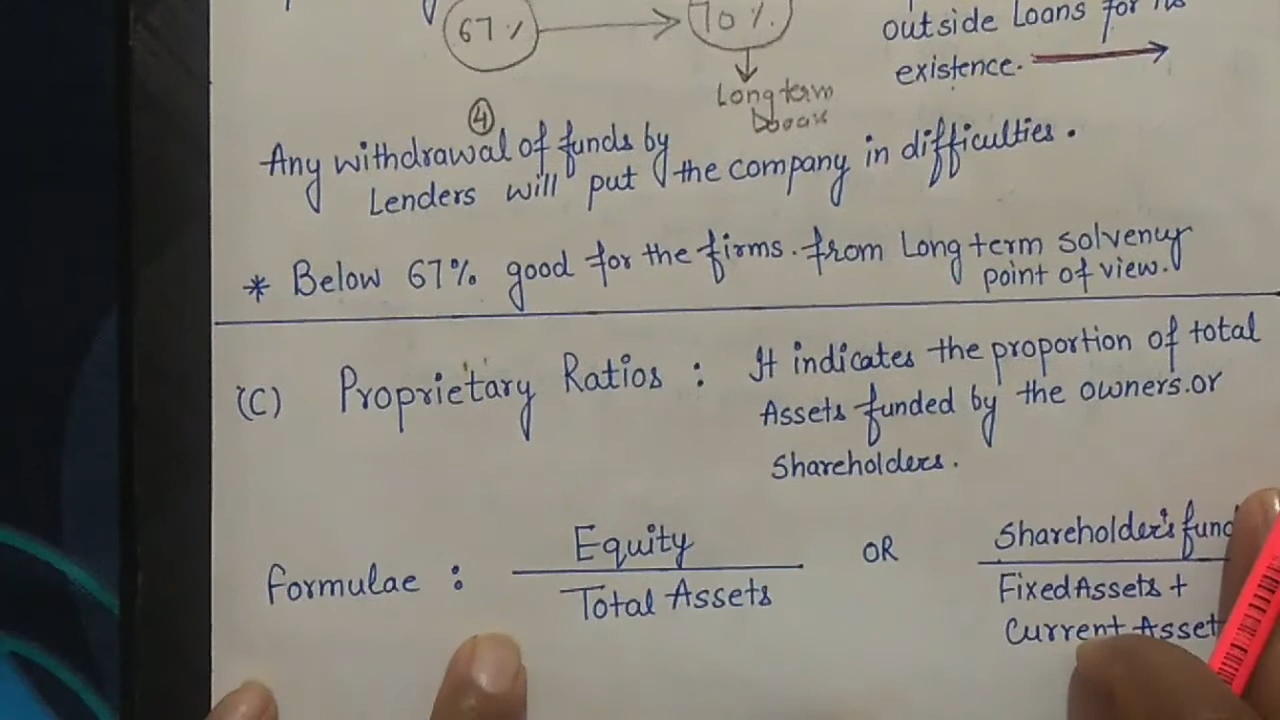 67%
70%
outside Loans for its
existence.
Long term
④
Any withdrawal of funds by
Lenders will put the company in difficulties.
* Below 67% good for the firms. from Long term solvency
point of view.
(C) Proprietary Ratios : It indicates the proportion of total
Assets funded by the owners.or
Shareholders.
Formulae : Equity OR Shareholder's fund
Total Assets Fixed Assets +
Current Asset